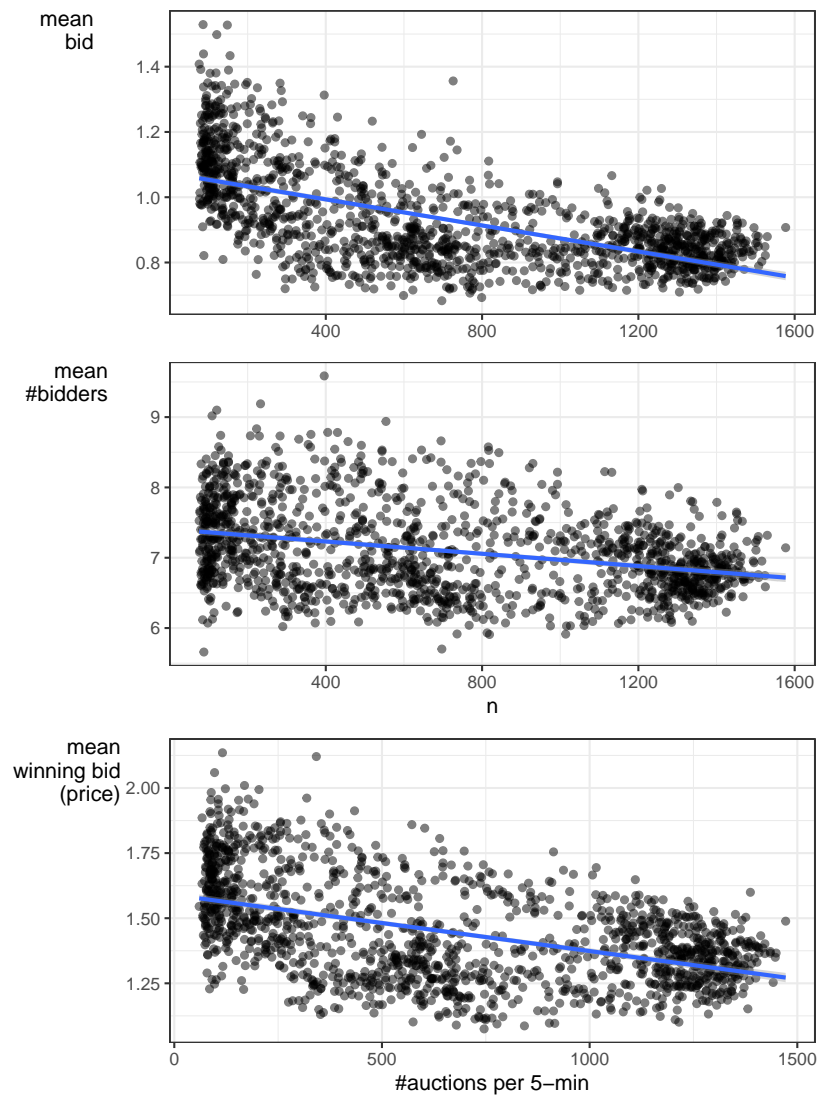 mean
bid
1.4
1.2
1.0
0.8
400 800 1200 1600
mean
#bidders
9
8
7
6
400 800 1200 1600
n
mean
winning bid
(price)
2.00
1.75
1.50
1.25
0 500 1000 1500
#auctions per 5−min